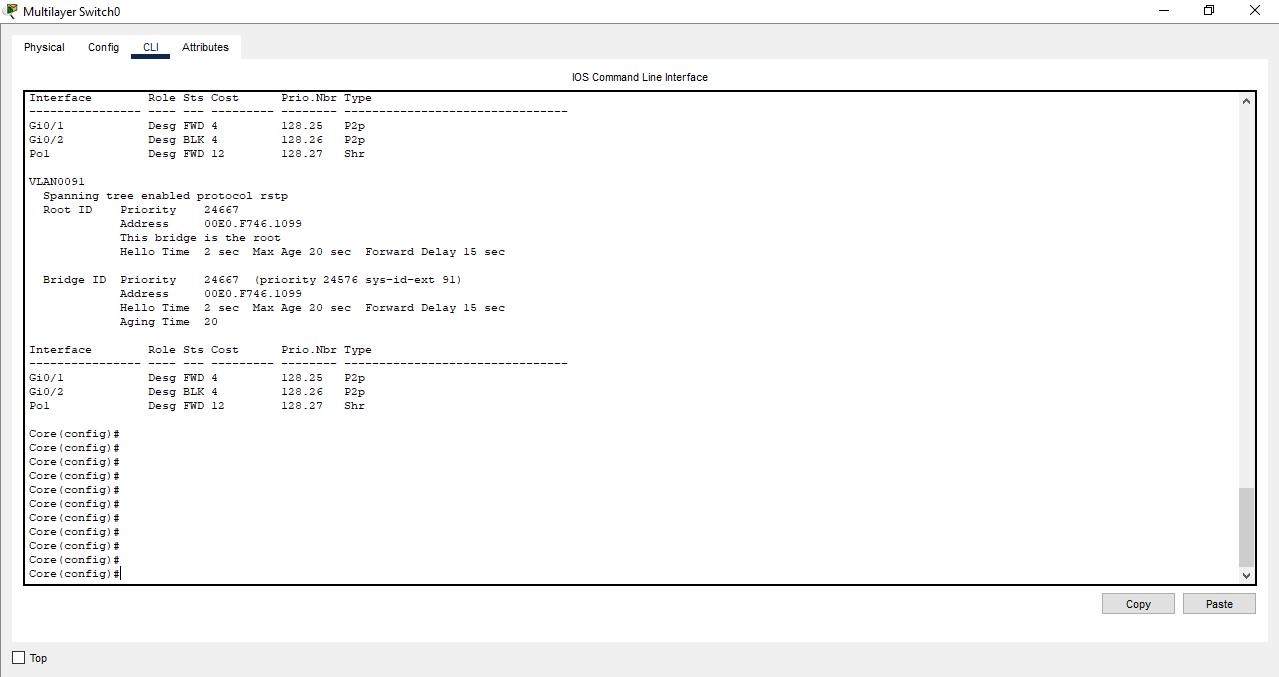 Multilayer Switch0
Physical Config CLI Attributes
IOS Command Line Interface
Interface        Role Sts Cost      Prio.Nbr Type
---------------- ---- --- --------- -------- --------------------------------
Gi0/1            Desg FWD 4         128.25   P2p
Gi0/2            Desg BLK 4         128.26   P2p
Po1              Desg FWD 12        128.27   Shr
VLAN0091
  Spanning tree enabled protocol rstp
  Root ID    Priority    24667
             Address     00E0.F746.1099
             This bridge is the root
             Hello Time  2 sec  Max Age 20 sec  Forward Delay 15 sec
  Bridge ID  Priority    24667  (priority 24576 sys-id-ext 91)
             Address     00E0.F746.1099
             Hello Time  2 sec  Max Age 20 sec  Forward Delay 15 sec
             Aging Time  20
Interface        Role Sts Cost      Prio.Nbr Type
---------------- ---- --- --------- -------- --------------------------------
Gi0/1            Desg FWD 4         128.25   P2p
Gi0/2            Desg BLK 4         128.26   P2p
Po1              Desg FWD 12        128.27   Shr
Core(config)#
Core(config)#
Core(config)#
Core(config)#
Core(config)#
Core(config)#
Core(config)#
Core(config)#
Core(config)#
Core(config)#
Core(config)#
Copy Paste
Top